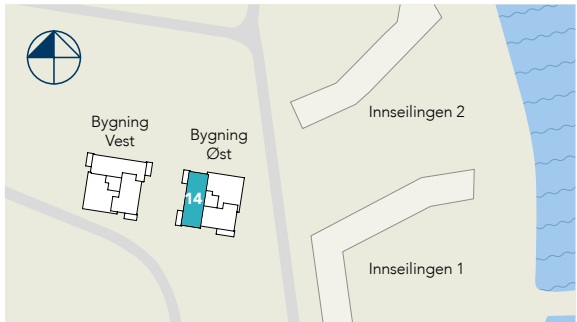 Innseilingen 2
Bygning
Vest
Bygning
Øst
14
Innseilingen 1